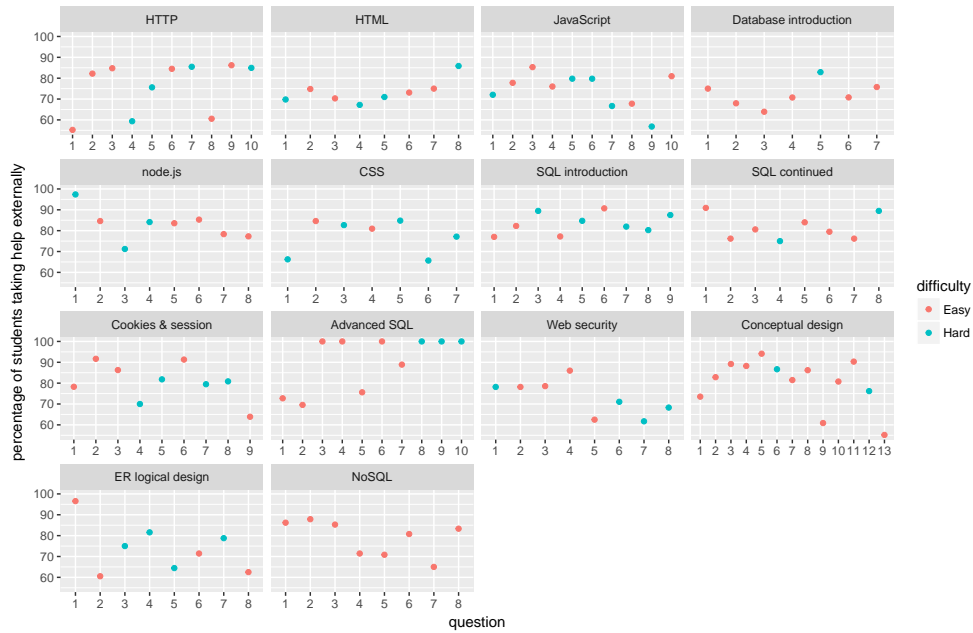 percentage of students taking help externally
HTTP
HTML
JavaScript
Database introduction
100
90
80
70
60
1 2 3 4 5 6 7 8 9 10
1 2 3 4 5 6 7 8
1 2 3 4 5 6 7 8 9 10
1 2 3 4 5 6 7
node.js
CSS
SQL introduction
SQL continued
100
90
80
70
60
1 2 3 4 5 6 7 8
1 2 3 4 5 6 7
1 2 3 4 5 6 7 8 9
1 2 3 4 5 6 7 8
Cookies & session
Advanced SQL
Web security
Conceptual design
100
90
80
70
60
1 2 3 4 5 6 7 8 9
1 2 3 4 5 6 7 8 9 10
1 2 3 4 5 6 7 8
1 2 3 4 5 6 7 8 9 10 11 12 13
ER logical design
NoSQL
100
90
80
70
60
1 2 3 4 5 6 7 8
1 2 3 4 5 6 7 8
question
difficulty
Easy
Hard